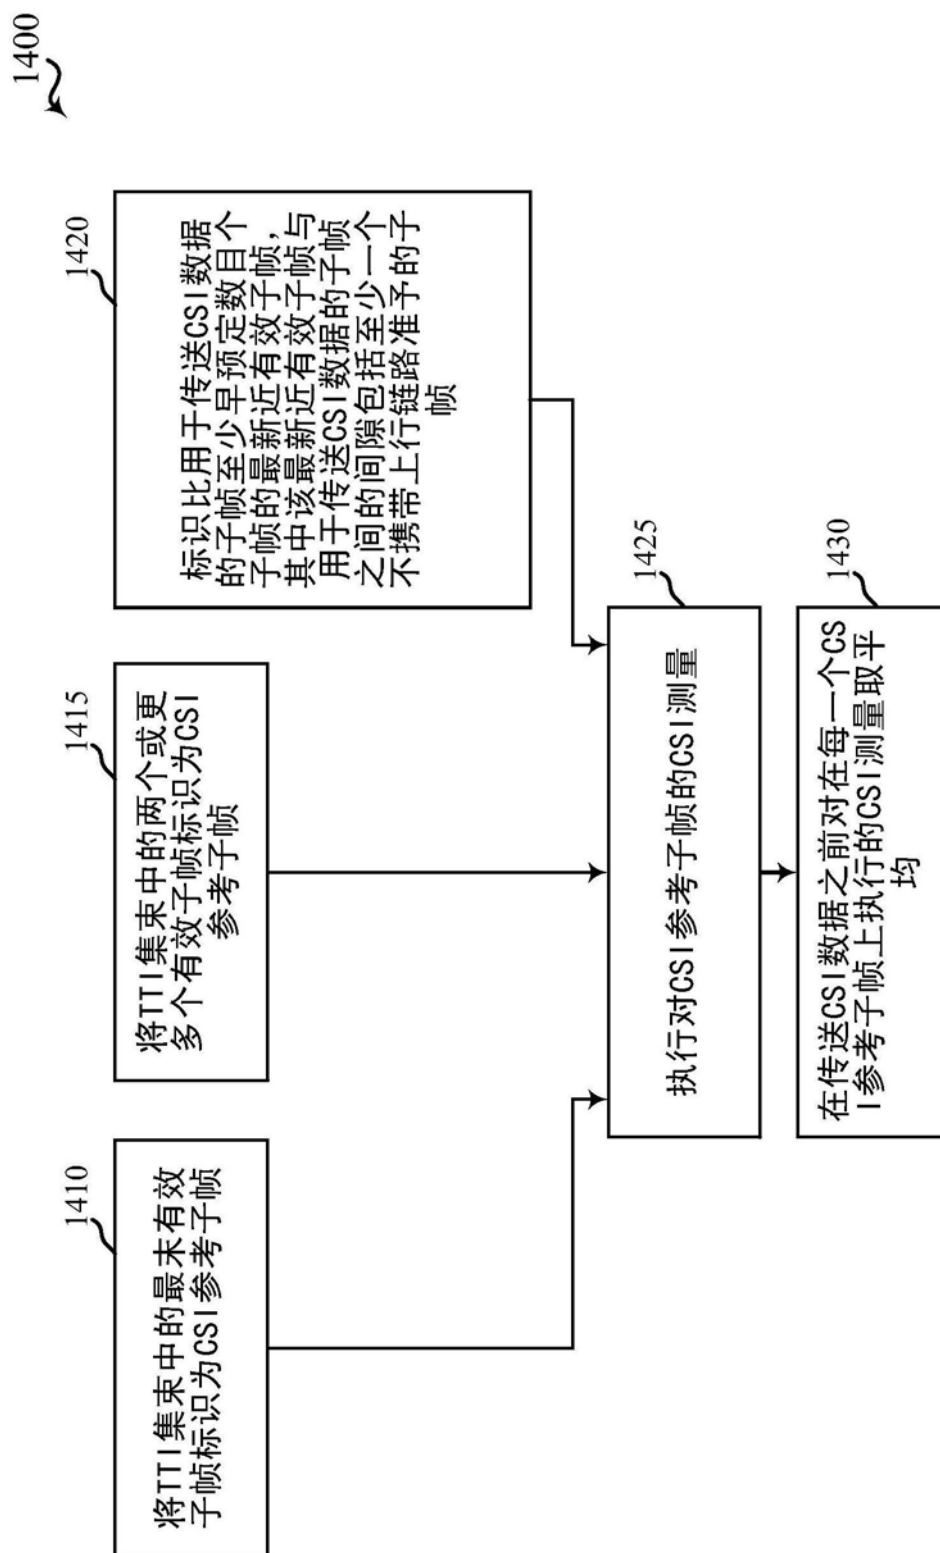 1400
1410
将TTI集束中的最末有效
子帧标识为CSI参考子帧
1415
将TTI集束中的两个或更
多个有效子帧标识为CSI
参考子帧
1420
标识比用于传送CSI数据
的子帧至少早预定数目个
子帧的最新近有效子帧，
其中该最新近有效子帧与
用于传送CSI数据的子帧
之间的间隙包括至少一个
不携带上行链路准予的子
帧
1425
执行对CSI参考子帧的CSI测量
1430
在传送CSI数据之前对在每一个CS
I参考子帧上执行的CSI测量取平
均